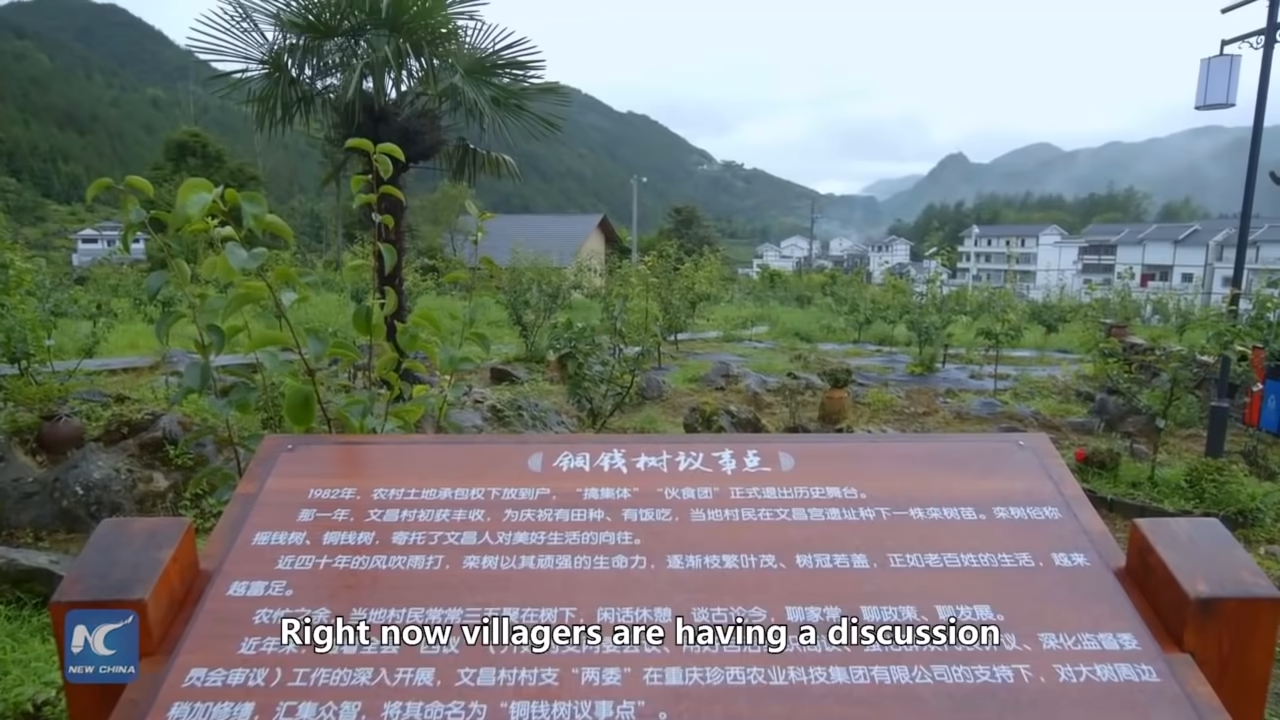 铜钱树议事点
1982年，农村土地承包权下放到户，“搞集体”“伙食团”正式退出历史舞台。
那一年，文昌村初获丰收，为庆祝有田种、有饭吃，当地村民在文昌宫遗址种下一株栾树苗。栾树俗称
摇钱树、铜钱树，寄托了文昌人对美好生活的向往。
近四十年的风吹雨打，栾树以其顽强的生命力，逐渐枝繁叶茂、树冠若盖，正如老百姓的生活，越来
越富足。
农忙之余，当地村民常常三五聚在树下，闲话休憩，谈古论今，聊家常、聊政策、聊发展。
Right now villagers are having a discussion
近年来，
议、深化监督委
员会审议）工作的深入开展，文昌村村支“两委”在重庆珍西农业科技集团有限公司的支持下，对大树周边
稍加修缮，汇集众智，将其命名为“铜钱树议事点”。
NC
NEW CHINA